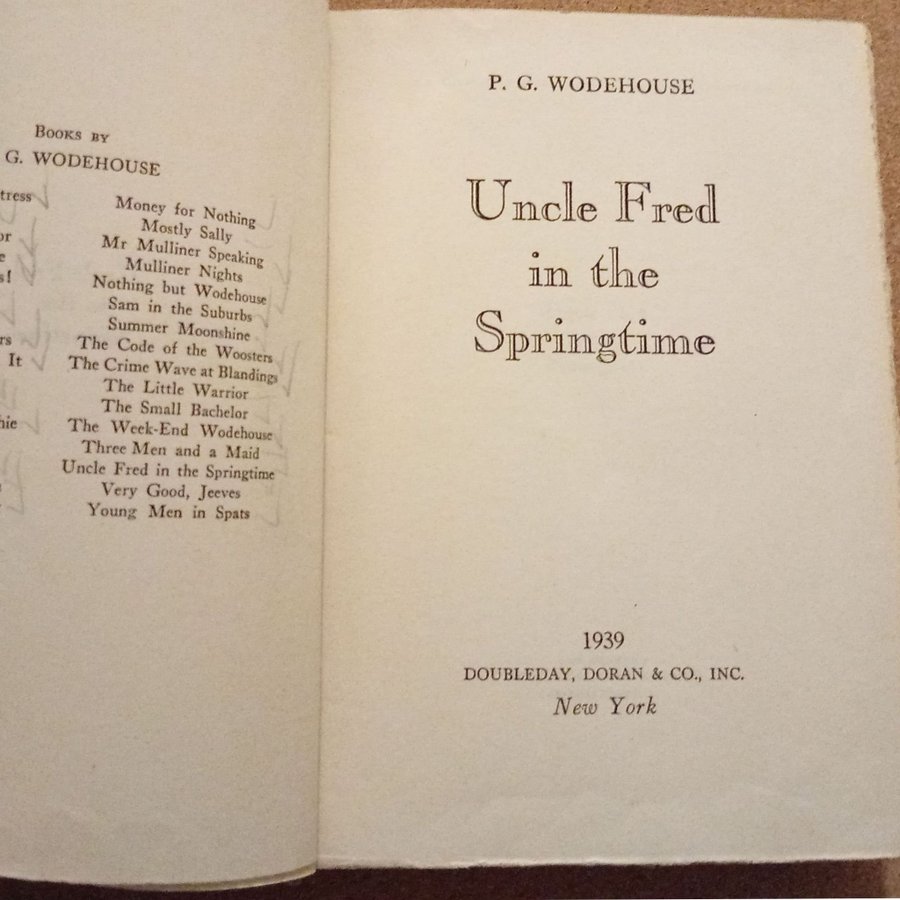 BOOKS BY
G. WODEHOUSE
Money for Nothing
Mostly Sally
Mr Mulliner Speaking
Mulliner Nights
Nothing but Wodehouse
Sam in the Suburbs
Summer Moonshine
The Code of the Woosters
It
The Crime Wave at Blandings
The Little Warrior
The Small Bachelor
The Week-End Wodehouse
Three Men and a Maid
Uncle Fred in the Springtime
Very Good, Jeeves
Young Men in Spats
P. G. WODEHOUSE
Uncle Fred
in the
Springtime
1939
DOUBLEDAY, DORAN & CO., INC.
New York